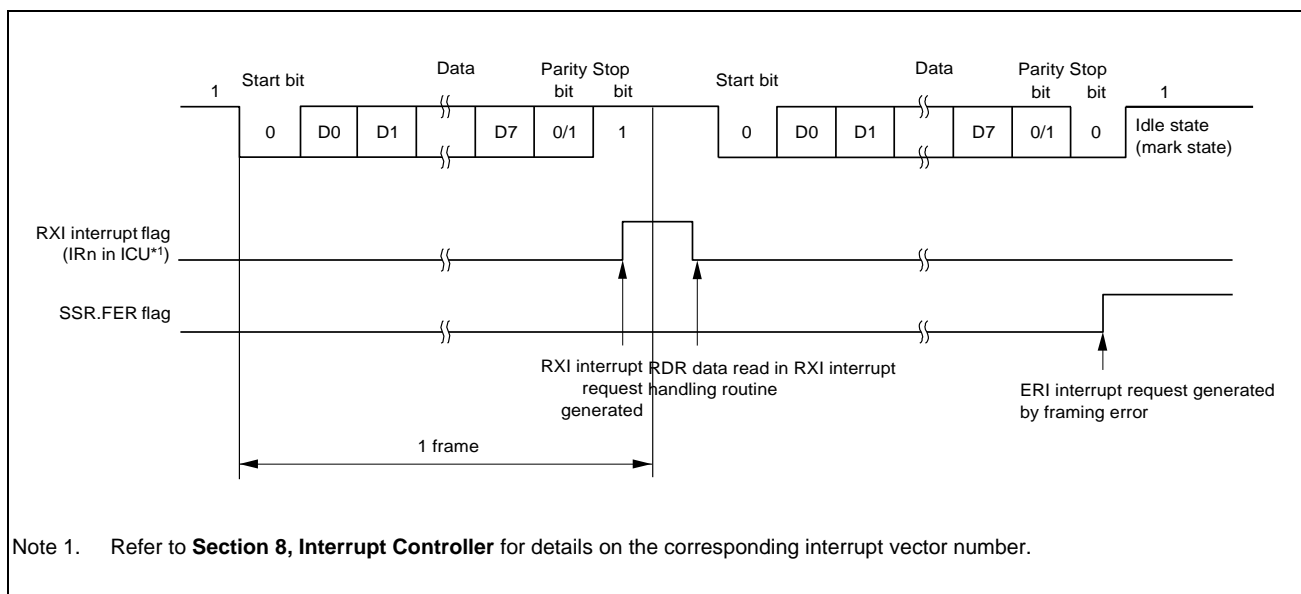 Start bit
Data
Parity Stop
bit bit
1
0 D0 D1 D7 0/1 1
Start bit
Data
Parity Stop
bit bit
1
0 D0 D1 D7 0/1 0
Idle state
(mark state)
RXI interrupt flag
(IRn in ICU*1)
SSR.FER flag
RXI interrupt
request
generated
RDR data read in RXI interrupt
handling routine
ERI interrupt request generated
by framing error
1 frame
Note 1. Refer to Section 8, Interrupt Controller for details on the corresponding interrupt vector number.